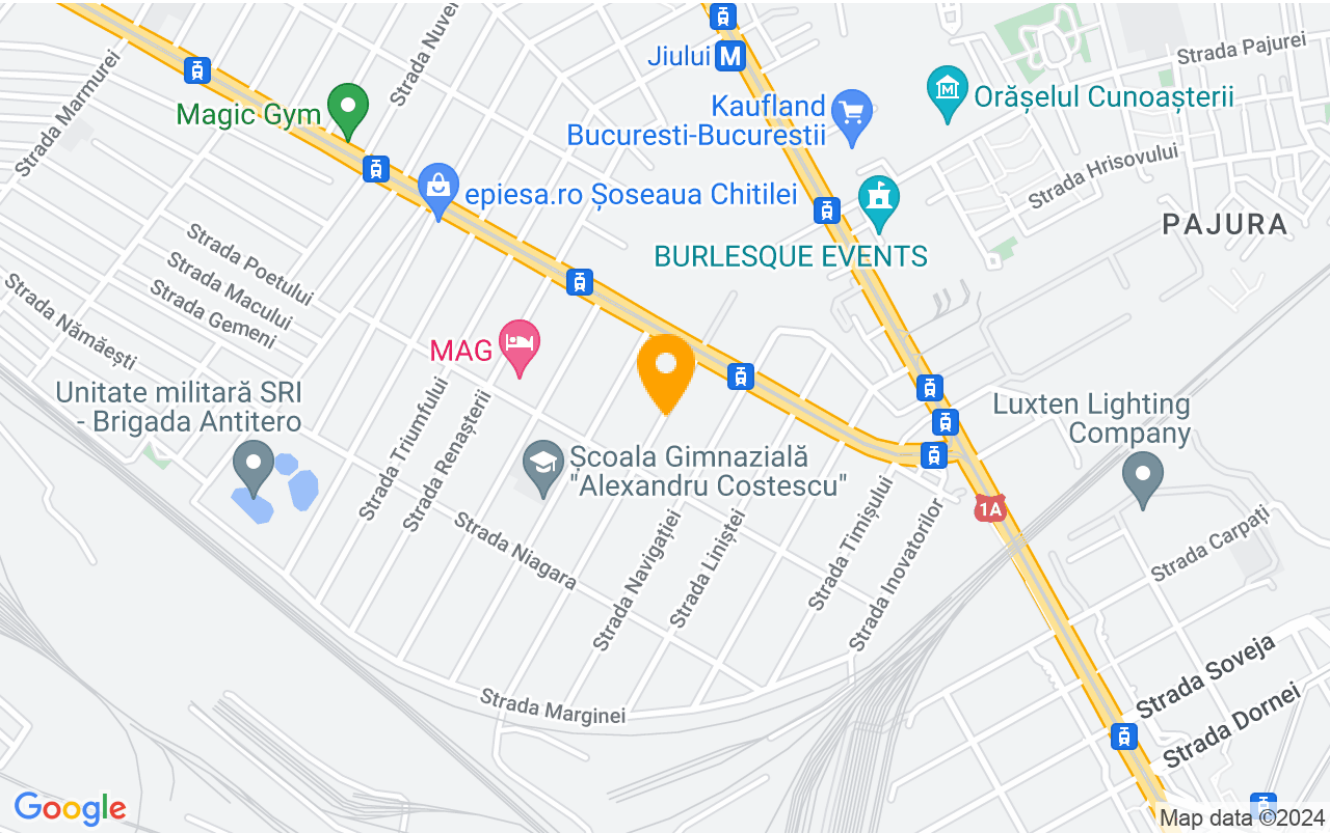 Strada Pajurei
Strada Nuve
Jiului M
Strada Marmurei
Magic Gym
Kaufland
Bucuresti-Bucurestii
Orășelul Cunoașterii
Strada Hrisovului
epiesa.ro Șoseaua Chitilei
PAJURA
BURLESQUE EVENTS
Strada Poetului
Strada Macului
Strada Gemeni
Strada Nămăești
MAG
Unitate militară SRI
- Brigada Antitero
Strada Triumfului
Strada Renașterii
Luxten Lighting
Company
Școala Gimnazială
"Alexandru Costescu"
1A
Strada Niagara
Strada Navigației
Strada Liniștei
Strada Timișului
Strada Inovatorilor
Strada Carpați
Strada Soveja
Strada Dornei
Strada Marginei
Google
Map data ©2024